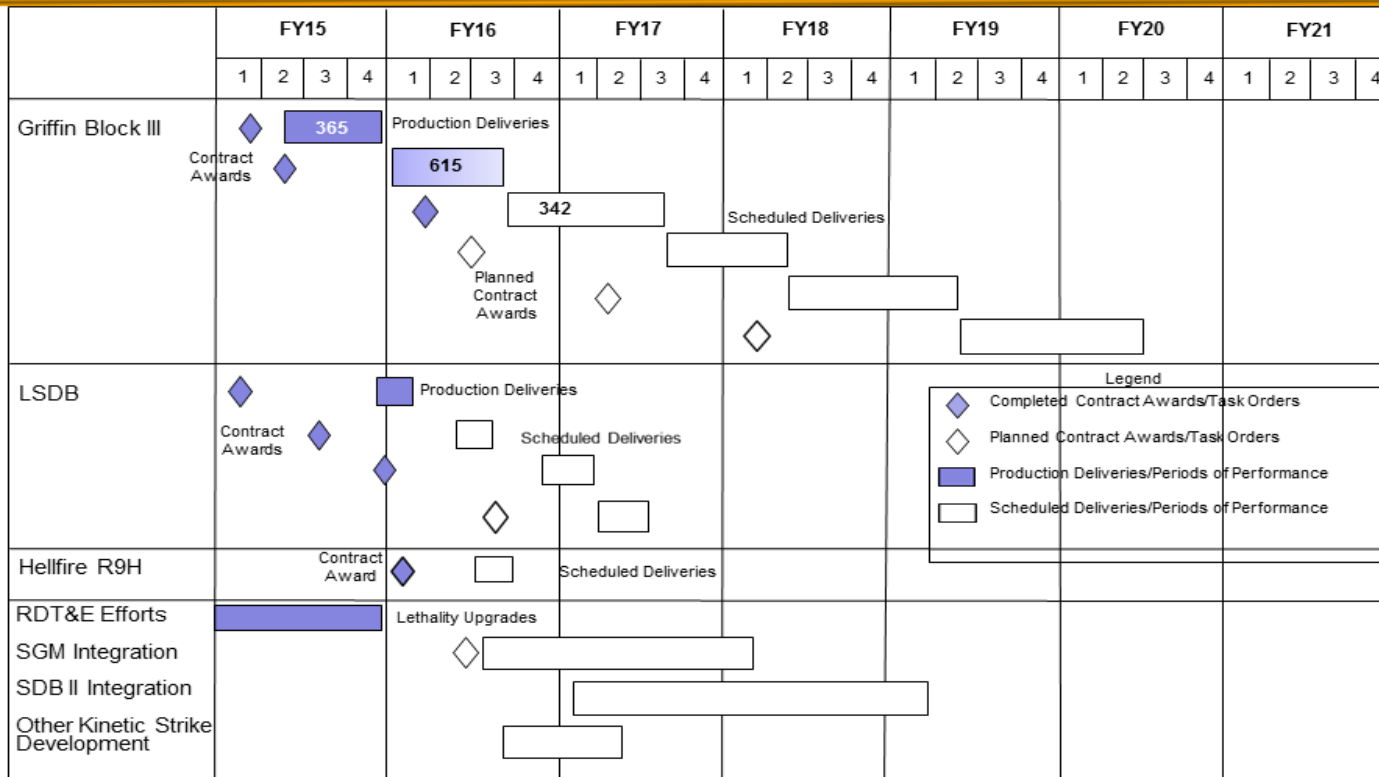 FY15 FY16 FY17 FY18 FY19 FY20 FY21
1 2 3 4 1 2 3 4 1 2 3 4 1 2 3 4 1 2 3 4 1 2 3 4 1 2 3 4
Griffin Block III
365
Production Deliveries
Contract
Awards
615
342
Scheduled Deliveries
Planned
Contract
Awards
LSDB
Production Deliveries
Contract
Awards
Scheduled Deliveries
Legend
Completed Contract Awards/Task Orders
Planned Contract Awards/Task Orders
Production Deliveries/Periods of Performance
Scheduled Deliveries/Periods of Performance
Hellfire R9H
Contract
Award
Scheduled Deliveries
RDT&E Efforts
Lethality Upgrades
SGM Integration
SDB II Integration
Other Kinetic Strike
Development